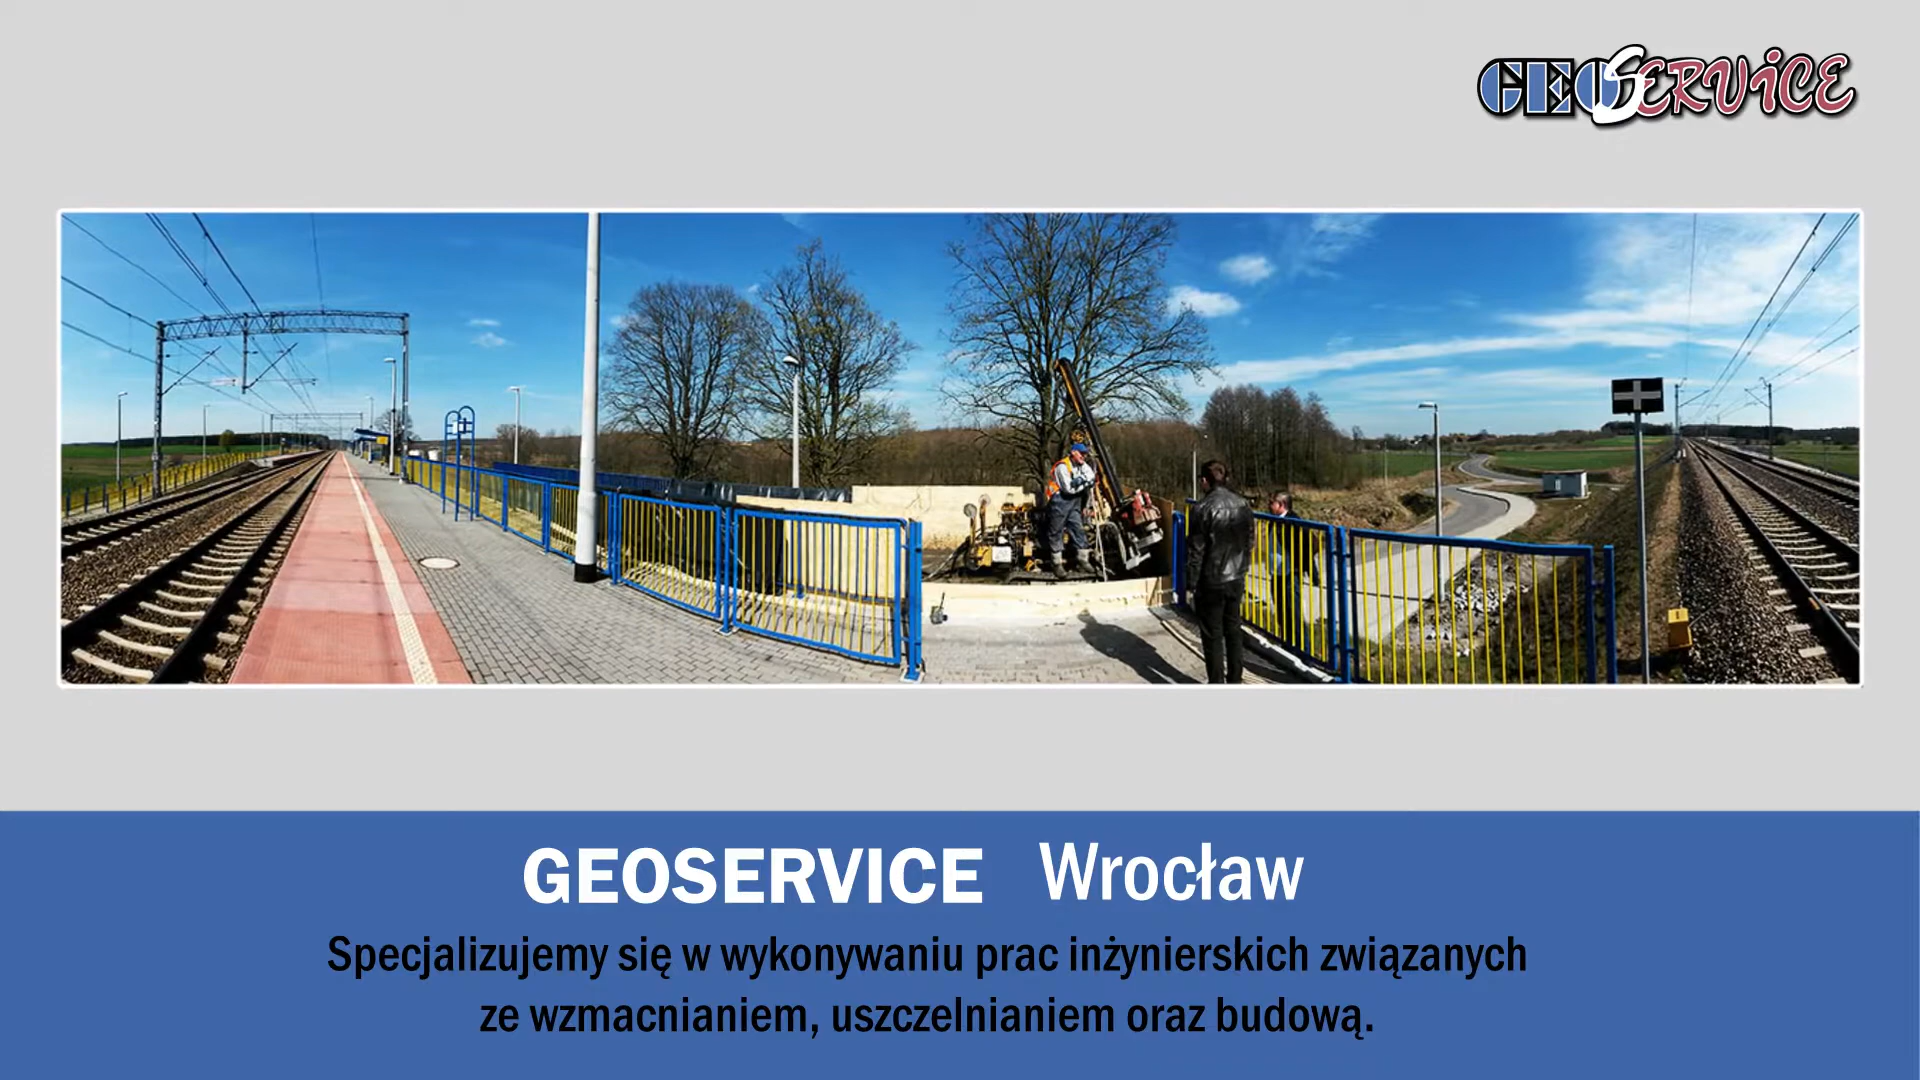 GEOSERVICE
GEOSERVICE Wrocław
Specjalizujemy się w wykonywaniu prac inżynierskich związanych
ze wzmacnianiem, uszczelnianiem oraz budową.